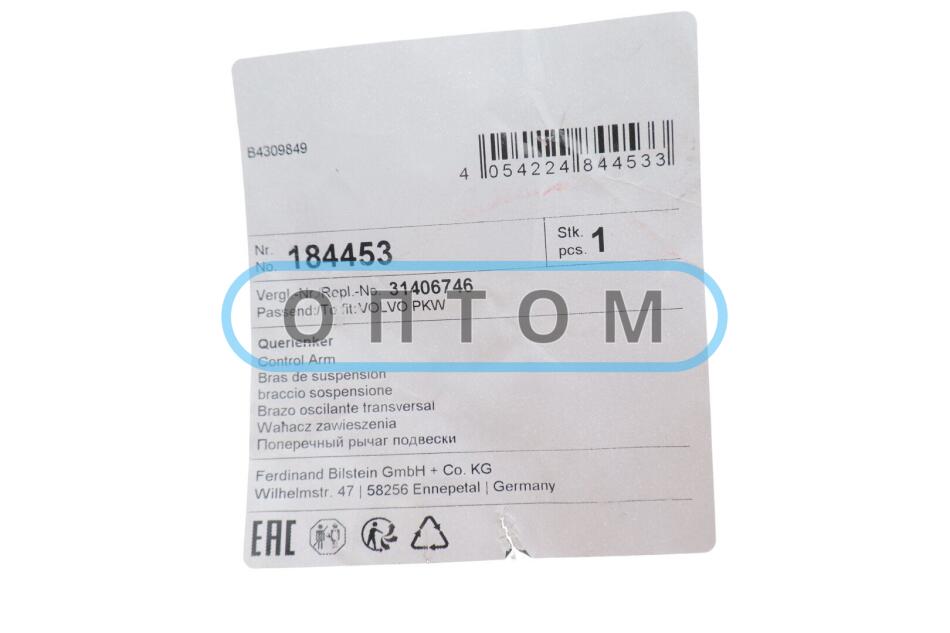 B4309849
4 054224 844533
Nr.
No. 184453
Stk.
pcs. 1
Vergl.-Nr./Repl.-No. 31406746
Passend:/To fit: VOLVO PKW
ОПТОМ
Querlenker
Control Arm
Bras de suspension
braccio sospensione
Brazo oscilante transversal
Wahacz zawieszenia
Поперечный рычаг подвески
Ferdinand Bilstein GmbH + Co. KG
Wilhelmstr. 47 | 58256 Ennepetal | Germany
EAC